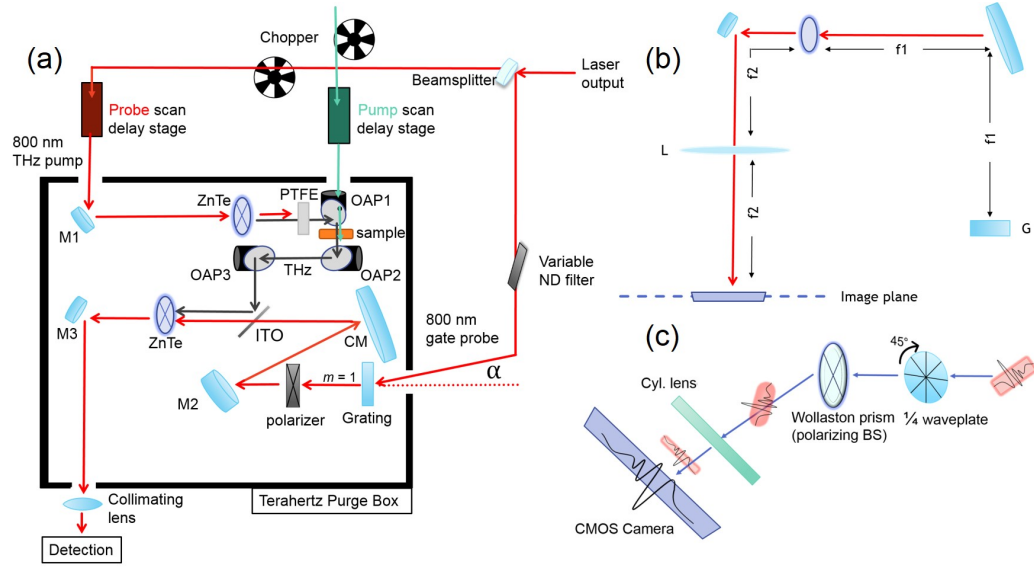 (a)
Chopper
Beamsplitter
Laser
output
Probe scan
delay stage
Pump scan
delay stage
800 nm
THz pump
ZnTe
PTFE
OAP1
M1
sample
OAP3
THz
OAP2
Variable
ND filter
M3
ZnTe
ITO
CM
800 nm
gate probe
M2
m = 1
α
polarizer
Grating
Terahertz Purge Box
Collimating
lens
Detection
(b)
f1
f2
f1
L
f2
G
Image plane
(c)
45°
Cyl. lens
Wollaston prism
(polarizing BS)
¼ waveplate
CMOS Camera